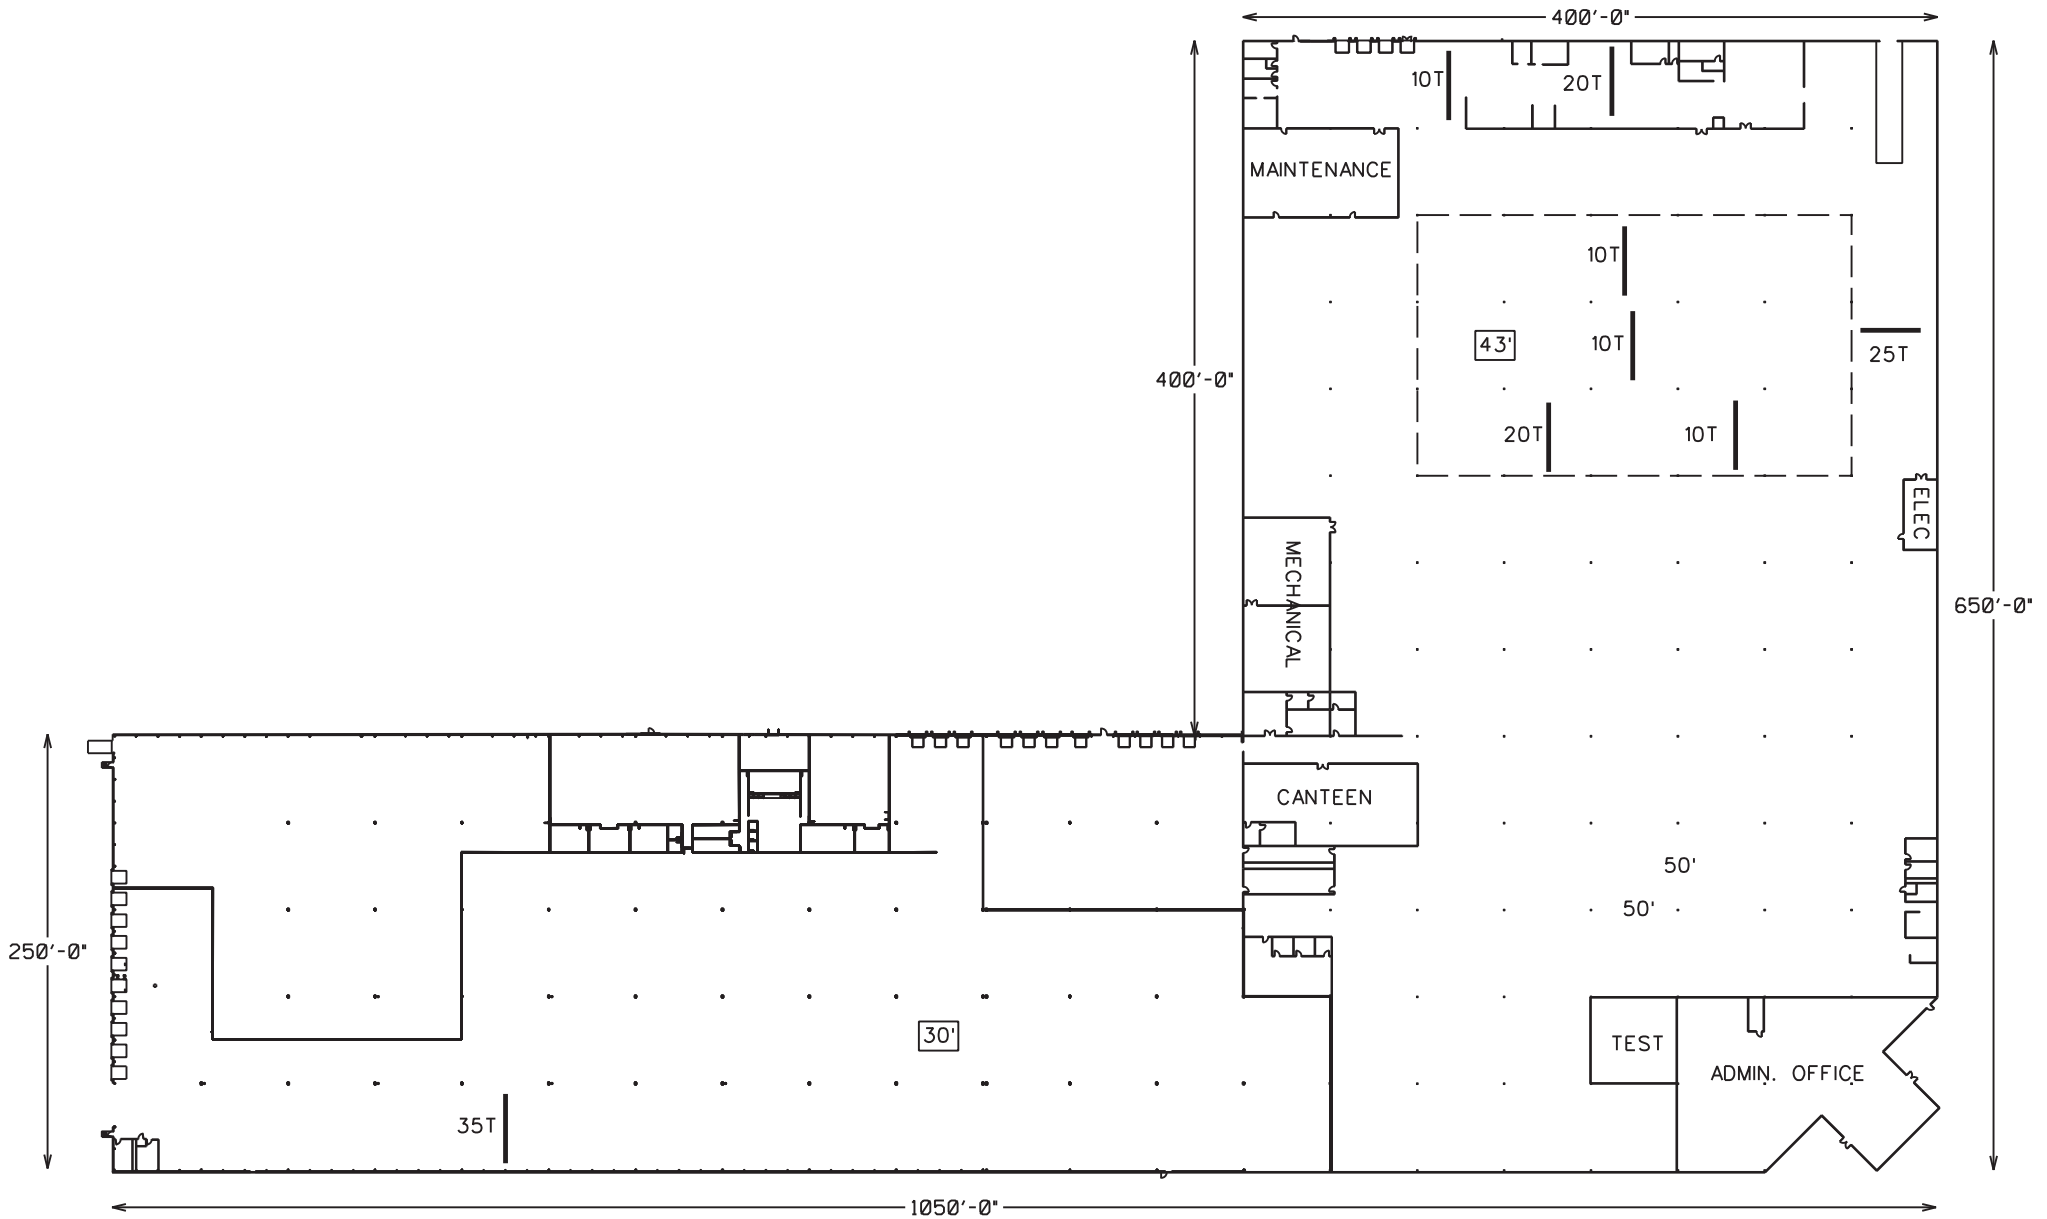 400'-0"
10T
20T
MAINTENANCE
10T
43'
10T
25T
400'-0"
20T
10T
ELEC
MECHANICAL
650'-0"
CANTEEN
50'
50'
250'-0"
30'
TEST
ADMIN. OFFICE
35T
1050'-0"